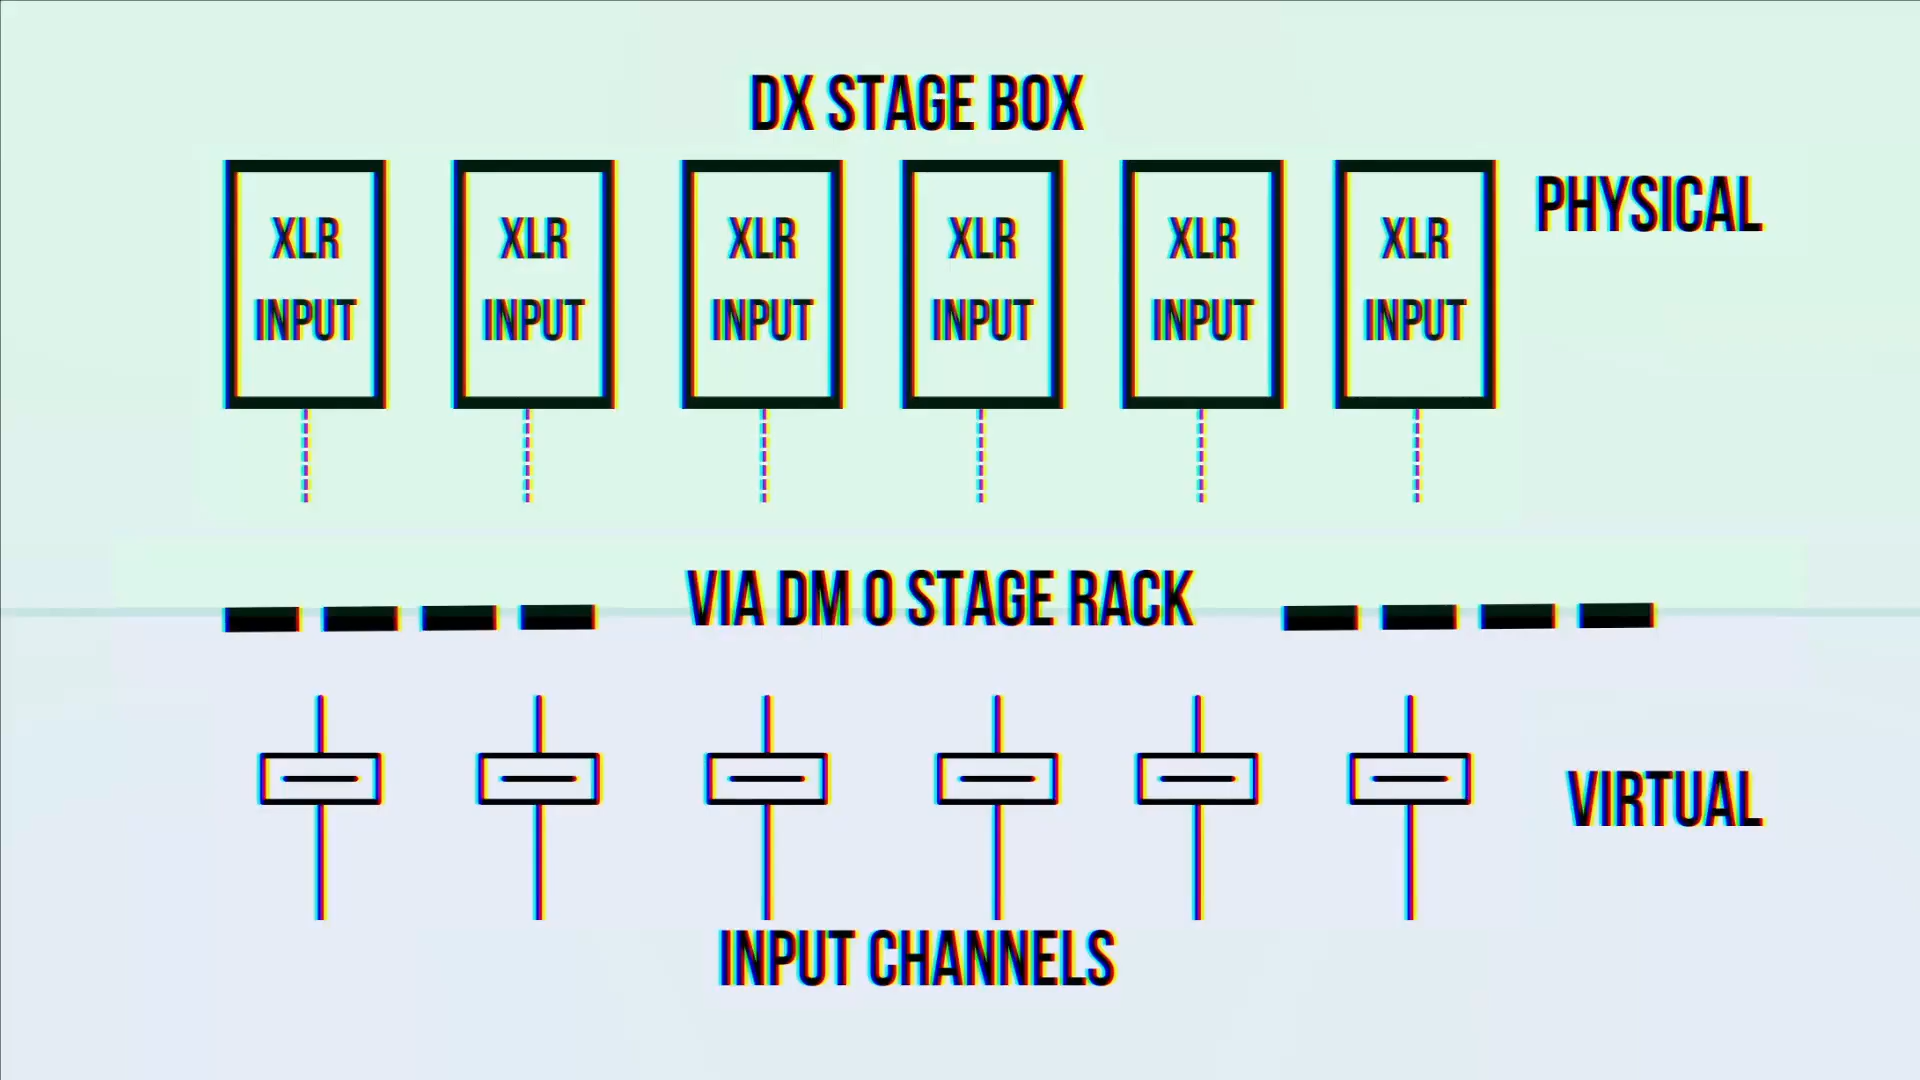 DX STAGE BOX
PHYSICAL
XLR INPUT
XLR INPUT
XLR INPUT
XLR INPUT
XLR INPUT
XLR INPUT
VIA DM 0 STAGE RACK
VIRTUAL
INPUT CHANNELS